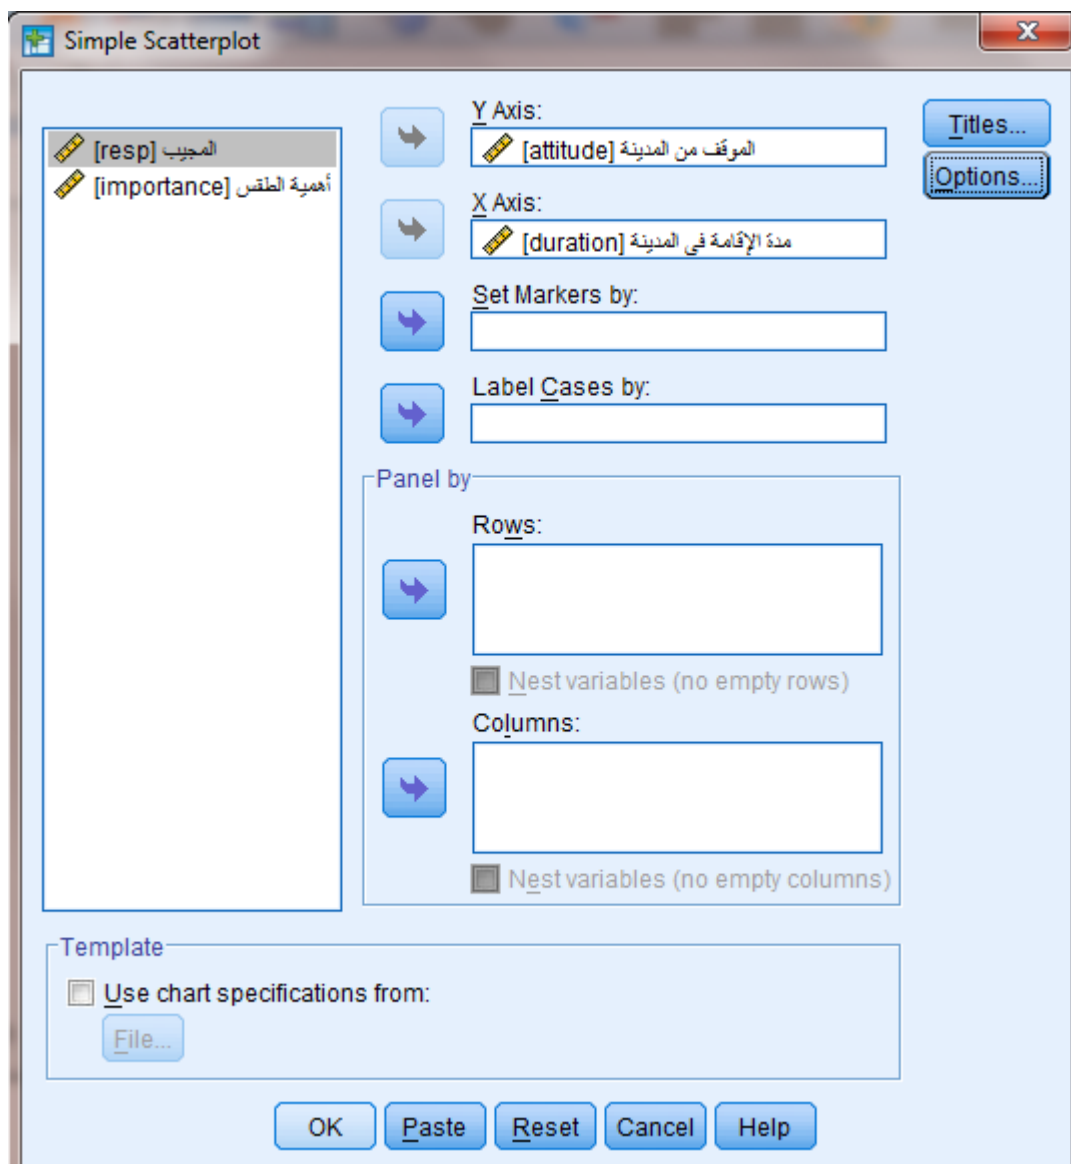 Simple Scatterplot
المجيب [resp]
أهمية الطقس [importance]
Y Axis:
الموقف من المدينة [attitude]
X Axis:
مدة الإقامة في المدينة [duration]
Set Markers by:
Label Cases by:
Panel by
Rows:
Nest variables (no empty rows)
Columns:
Nest variables (no empty columns)
Titles...
Options...
Template
Use chart specifications from:
File...
OK
Paste
Reset
Cancel
Help